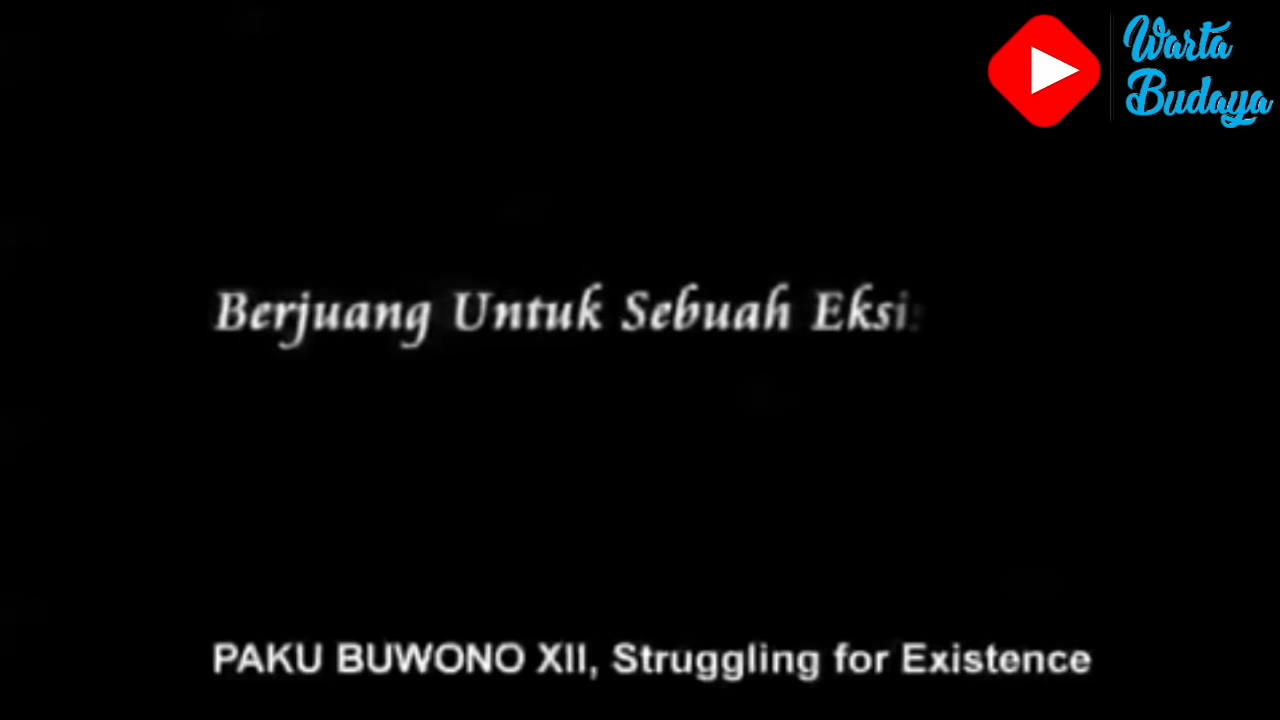 Warta
Budaya
Berjuang Untuk Sebuah
PAKU BUWONO XII, Struggling for Existence